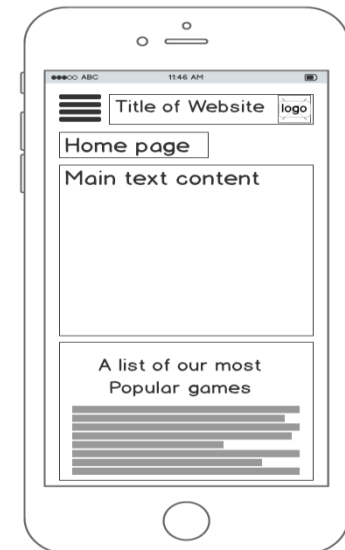 ABC 11:46 AM
Title of Website logo
Home page
Main text content
A list of our most
Popular games